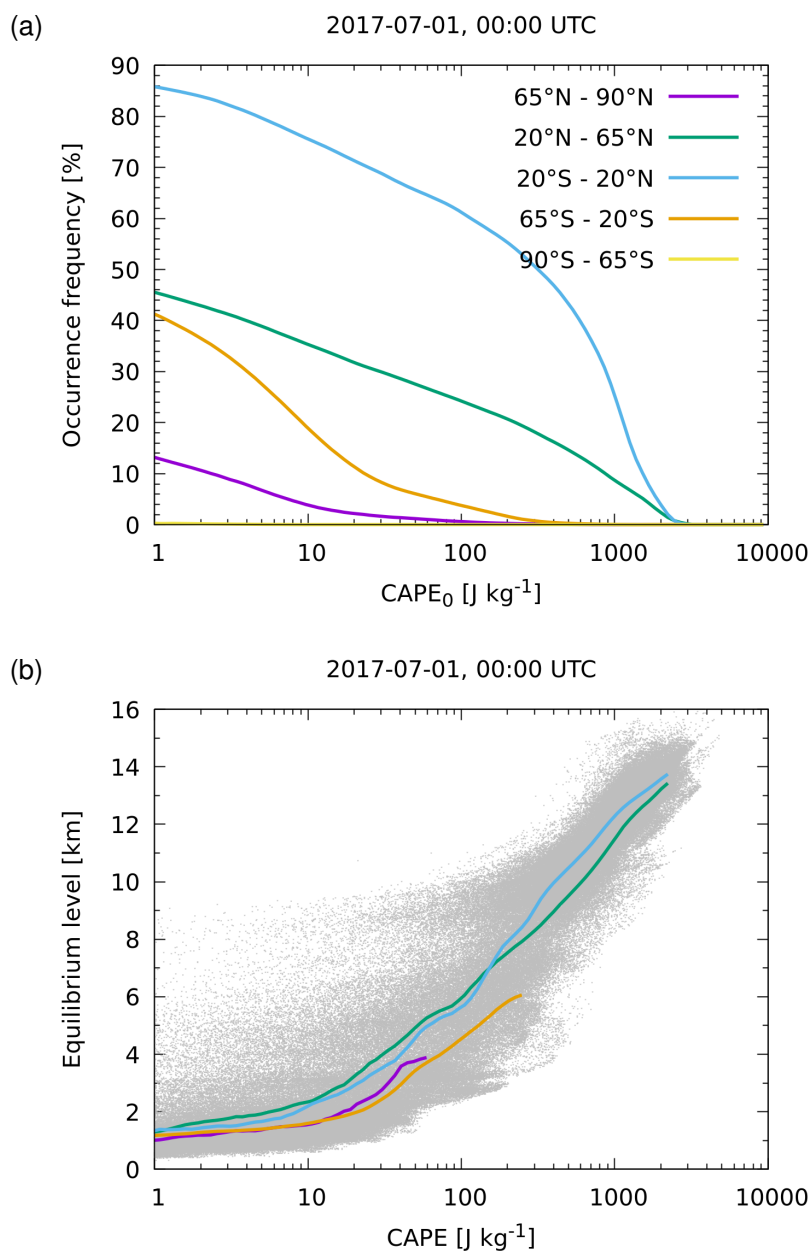 (a)
2017-07-01, 00:00 UTC
Occurrence frequency [%]
90
80
70
60
50
40
30
20
10
0
65°N - 90°N
20°N - 65°N
20°S - 20°N
65°S - 20°S
90°S - 65°S
1 10 100 1000 10000
CAPE0 [J kg-1]
(b)
2017-07-01, 00:00 UTC
Equilibrium level [km]
16
14
12
10
8
6
4
2
0
1 10 100 1000 10000
CAPE [J kg-1]